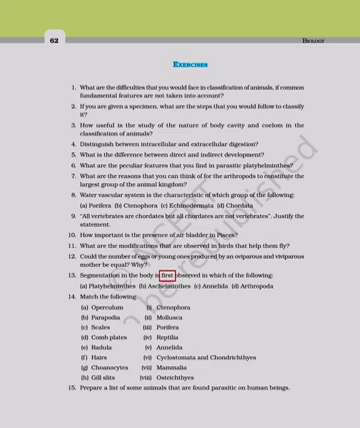 62
BIOLOGY
EXERCISES
1. What are the difficulties that you would face in classification of animals, if common
fundamental features are not taken into account?
2. If you are given a specimen, what are the steps that you would follow to classify
it?
3. How useful is the study of the nature of body cavity and coelom in the
classification of animals?
4. Distinguish between intracellular and extracellular digestion?
5. What is the difference between direct and indirect development?
6. What are the peculiar features that you find in parasitic platyhelminthes?
7. What are the reasons that you can think of for the arthropods to constitute the
largest group of the animal kingdom?
8. Water vascular system is the characteristic of which group of the following:
(a) Porifera (b) Ctenophora (c) Echinodermata (d) Chordata
9. "All vertebrates are chordates but all chordates are not vertebrates". Justify the
statement.
10. How important is the presence of air bladder in Pisces?
11. What are the modifications that are observed in birds that help them fly?
12. Could the number of eggs or young ones produced by an oviparous and viviparous
mother be equal? Why?
13. Segmentation in the body is first observed in which of the following:
(a) Platyhelminthes (b) Aschelminthes (c) Annelida (d) Arthropoda
14. Match the following:
(a) Operculum (i) Ctenophora
(b) Parapodia (ii) Mollusca
(c) Scales (iii) Porifera
(d) Comb plates (iv) Reptilia
(e) Radula (v) Annelida
(f) Hairs (vi) Cyclostomata and Chondrichthyes
(g) Choanocytes (vii) Mammalia
(h) Gill slits (viii) Osteichthyes
15. Prepare a list of some animals that are found parasitic on human beings.
© NCERT
be republished